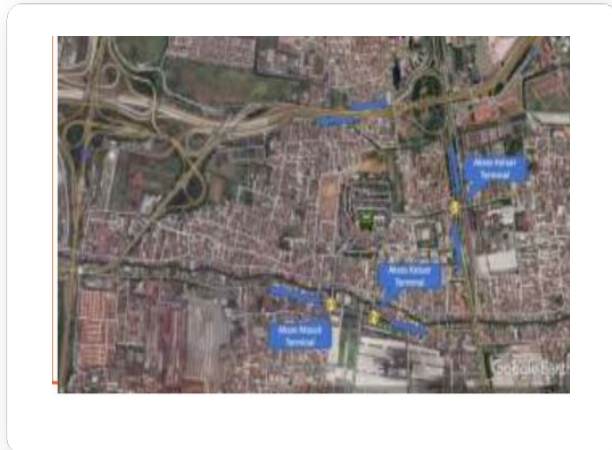 Akses Keluar
Terminal
Akses Keluar
Terminal
Akses Masuk
Terminal
Google Earth